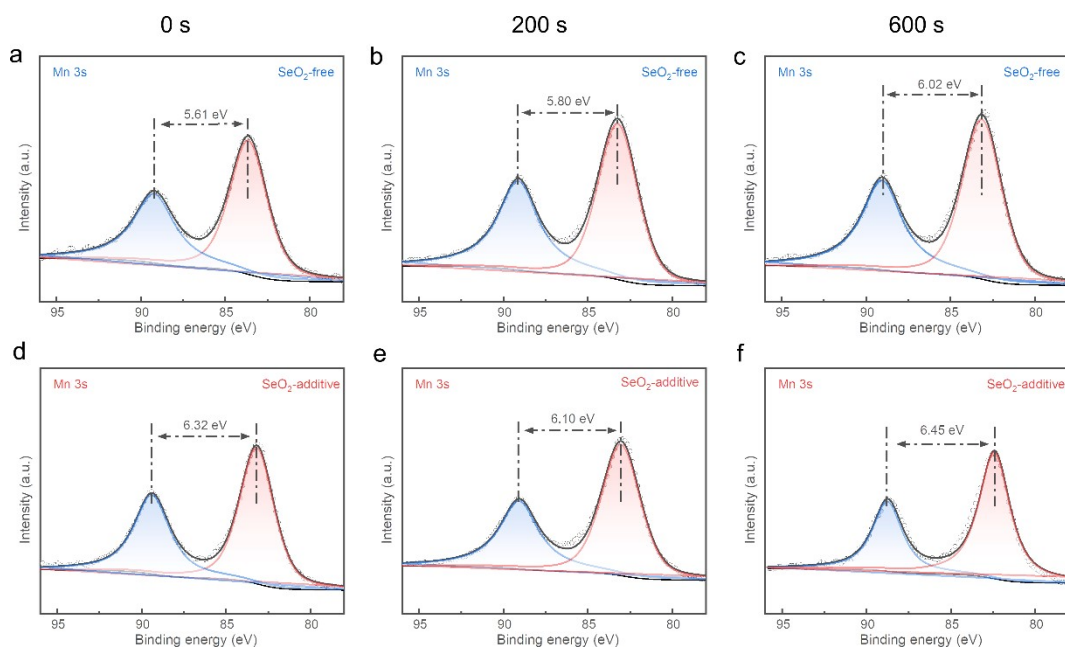 0 s
200 s
600 s
a
Mn 3s
SeO₂-free
5.61 eV
Intensity (a.u.)
95
90
85
80
Binding energy (eV)
b
Mn 3s
SeO₂-free
5.80 eV
Intensity (a.u.)
95
90
85
80
Binding energy (eV)
c
Mn 3s
SeO₂-free
6.02 eV
Intensity (a.u.)
95
90
85
80
Binding energy (eV)
d
Mn 3s
SeO₂-additive
6.32 eV
Intensity (a.u.)
95
90
85
80
Binding energy (eV)
e
Mn 3s
SeO₂-additive
6.10 eV
Intensity (a.u.)
95
90
85
80
Binding energy (eV)
f
Mn 3s
SeO₂-additive
6.45 eV
Intensity (a.u.)
95
90
85
80
Binding energy (eV)